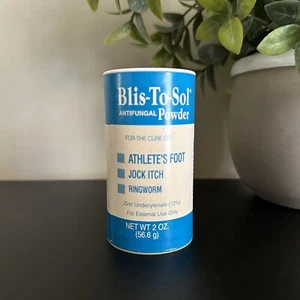 Blis-To-Sol®
ANTIFUNGAL Powder
FOR THE CURE OF
ATHLETE'S FOOT
JOCK ITCH
RINGWORM
Zinc Undecylenate (12%)
For External Use Only
NET WT 2 OZ.
(56.6 g)